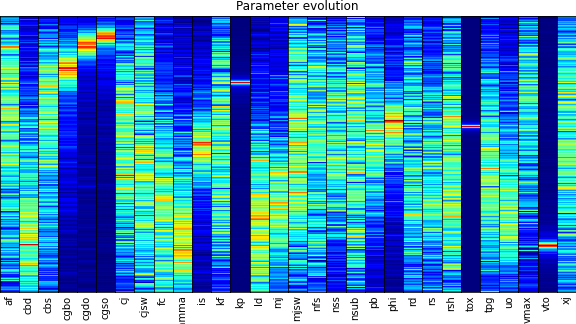 Parameter evolution
af
cbd
cbs
cgbo
cgdo
cgso
cj
cjsw
fc
mma
is
kf
kp
ld
mj
mjsw
nfs
nss
nsub
pb
phi
rd
rs
rsh
tox
tpg
uo
vmax
vto
xj